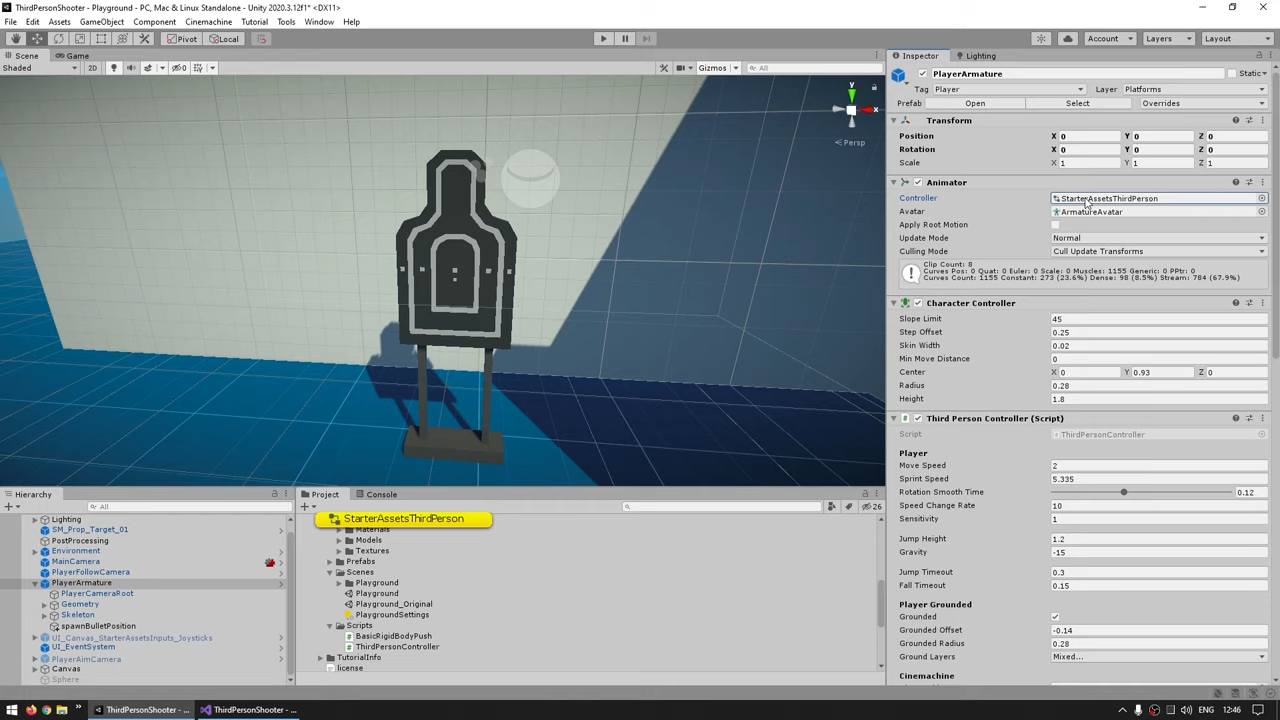 ThirdPersonShooter - Playground - PC, Mac & Linux Standalone - Unity 2020.3.12f1* <DX11>
File Edit Assets GameObject Component Cinemachine Tutorial Tools Window Help
Pivot Local Account Layers Layout
Scene Game
Shaded 2D 0 Gizmos All
y
x
Persp
Inspector Lighting
PlayerArmature Static
Tag Player Layer Platforms
Prefab Open Select Overrides
Transform
Position X 0 Y 0 Z 0
Rotation X 0 Y 0 Z 0
Scale X 1 Y 1 Z 1
Animator
Controller StarterAssetsThirdPerson
Avatar ArmatureAvatar
Apply Root Motion
Update Mode Normal
Culling Mode Cull Update Transforms
Clip Count: 8
Curves Pos: 0 Quat: 0 Euler: 0 Scale: 0 Muscles: 1155 Generic: 0 PPtr: 0
Curves Count: 1155 Constant: 273 (23.6%) Dense: 98 (8.5%) Stream: 784 (67.9%)
Character Controller
Slope Limit 45
Step Offset 0.25
Skin Width 0.02
Min Move Distance 0
Center X 0 Y 0.93 Z 0
Radius 0.28
Height 1.8
Third Person Controller (Script)
Script ThirdPersonController
Player
Move Speed 2
Sprint Speed 5.335
Rotation Smooth Time 0.12
Speed Change Rate 10
Sensitivity 1
Jump Height 1.2
Gravity -15
Jump Timeout 0.3
Fall Timeout 0.15
Player Grounded
Grounded
Grounded Offset -0.14
Grounded Radius 0.28
Ground Layers Mixed...
Cinemachine
Hierarchy
All
Lighting
SM_Prop_Target_01
PostProcessing
Environment
MainCamera
PlayerFollowCamera
PlayerArmature
PlayerCameraRoot
Geometry
Skeleton
spawnBulletPosition
UI_Canvas_StarterAssetsInputs_Joysticks
UI_EventSystem
PlayerAimCamera
Canvas
Sphere
Project Console
26
StarterAssetsThirdPerson
Materials
Models
Textures
Prefabs
Scenes
Playground
Playground
Playground_Original
PlaygroundSettings
Scripts
BasicRigidBodyPush
ThirdPersonController
TutorialInfo
license
ThirdPersonShooter - ... ThirdPersonShooter - ... ENG 12:46